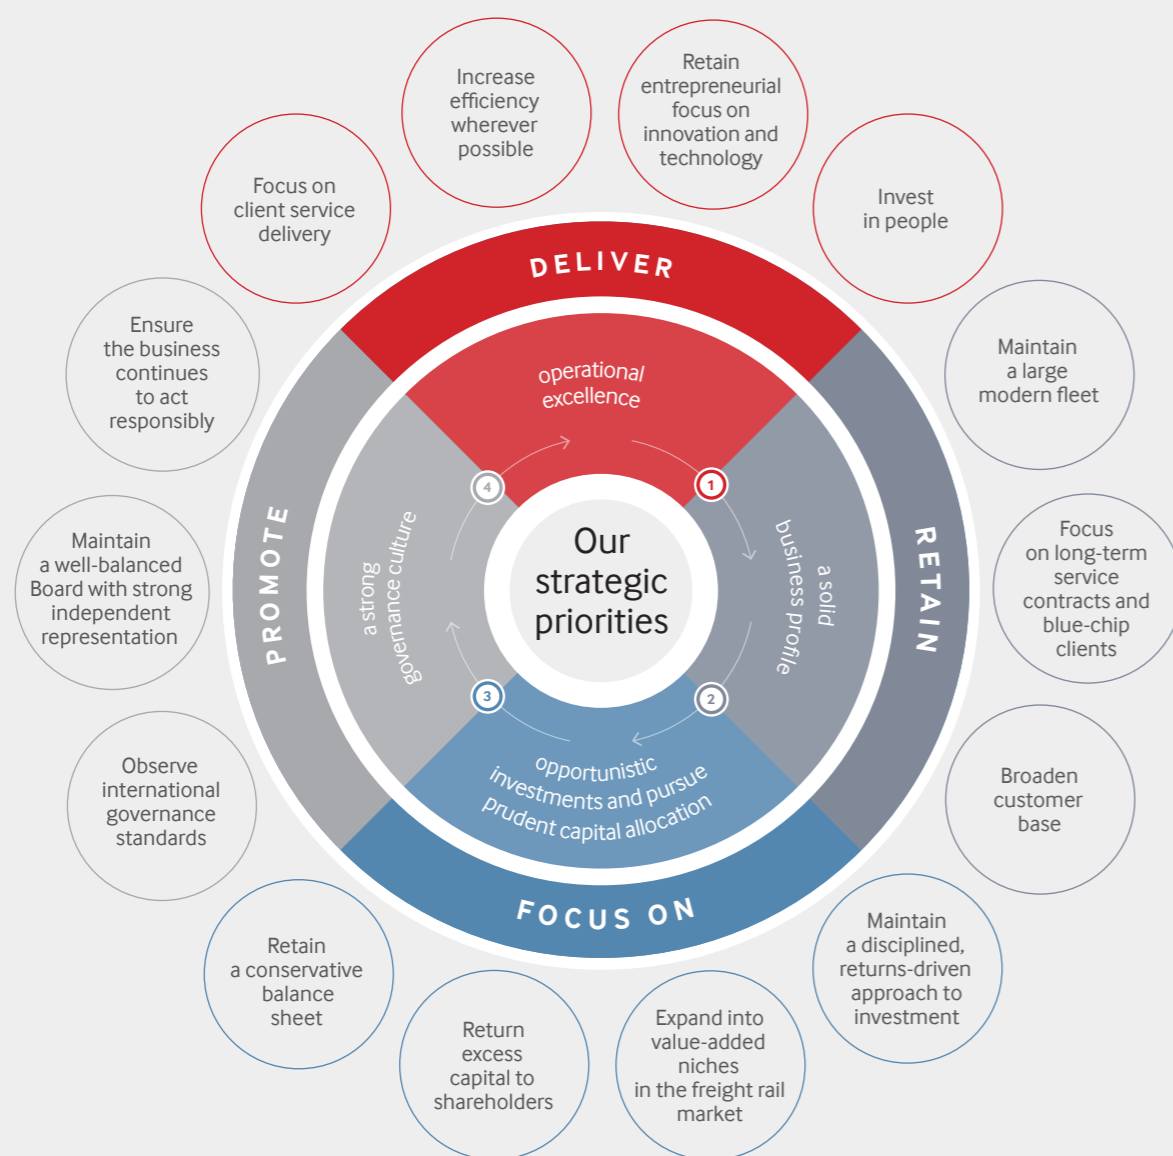 Our
strategic
priorities
DELIVER
operational
excellence
1
Focus on
client service
delivery
Increase
efficiency
wherever
possible
Retain
entrepreneurial
focus on
innovation and
technology
Invest
in people
RETAIN
a solid
business profile
2
Maintain
a large
modern fleet
Focus
on long-term
service
contracts and
blue-chip
clients
Broaden
customer
base
FOCUS ON
opportunistic
investments and pursue
prudent capital allocation
3
Maintain
a disciplined,
returns-driven
approach to
investment
Expand into
value-added
niches
in the freight rail
market
Return
excess
capital to
shareholders
Retain
a conservative
balance
sheet
PROMOTE
a strong
governance culture
4
Observe
international
governance
standards
Maintain
a well-balanced
Board with strong
independent
representation
Ensure
the business
continues
to act
responsibly